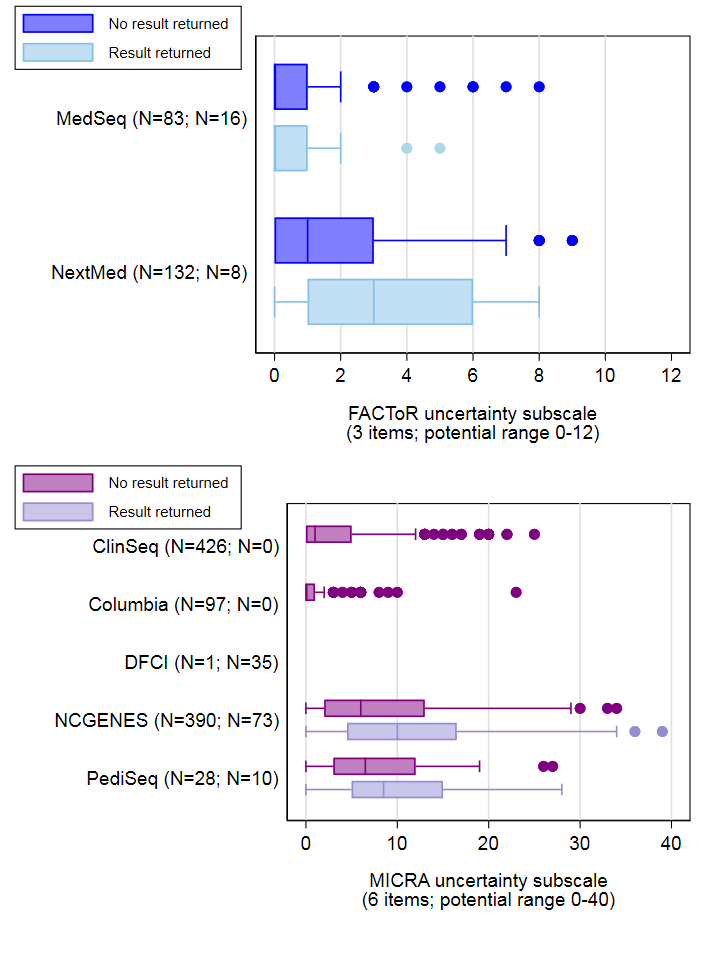 No result returned
Result returned
MedSeq (N=83; N=16)
NextMed (N=132; N=8)
0 2 4 6 8 10 12
FACToR uncertainty subscale
(3 items; potential range 0-12)
No result returned
Result returned
ClinSeq (N=426; N=0)
Columbia (N=97; N=0)
DFCI (N=1; N=35)
NCGENES (N=390; N=73)
PediSeq (N=28; N=10)
0 10 20 30 40
MICRA uncertainty subscale
(6 items; potential range 0-40)